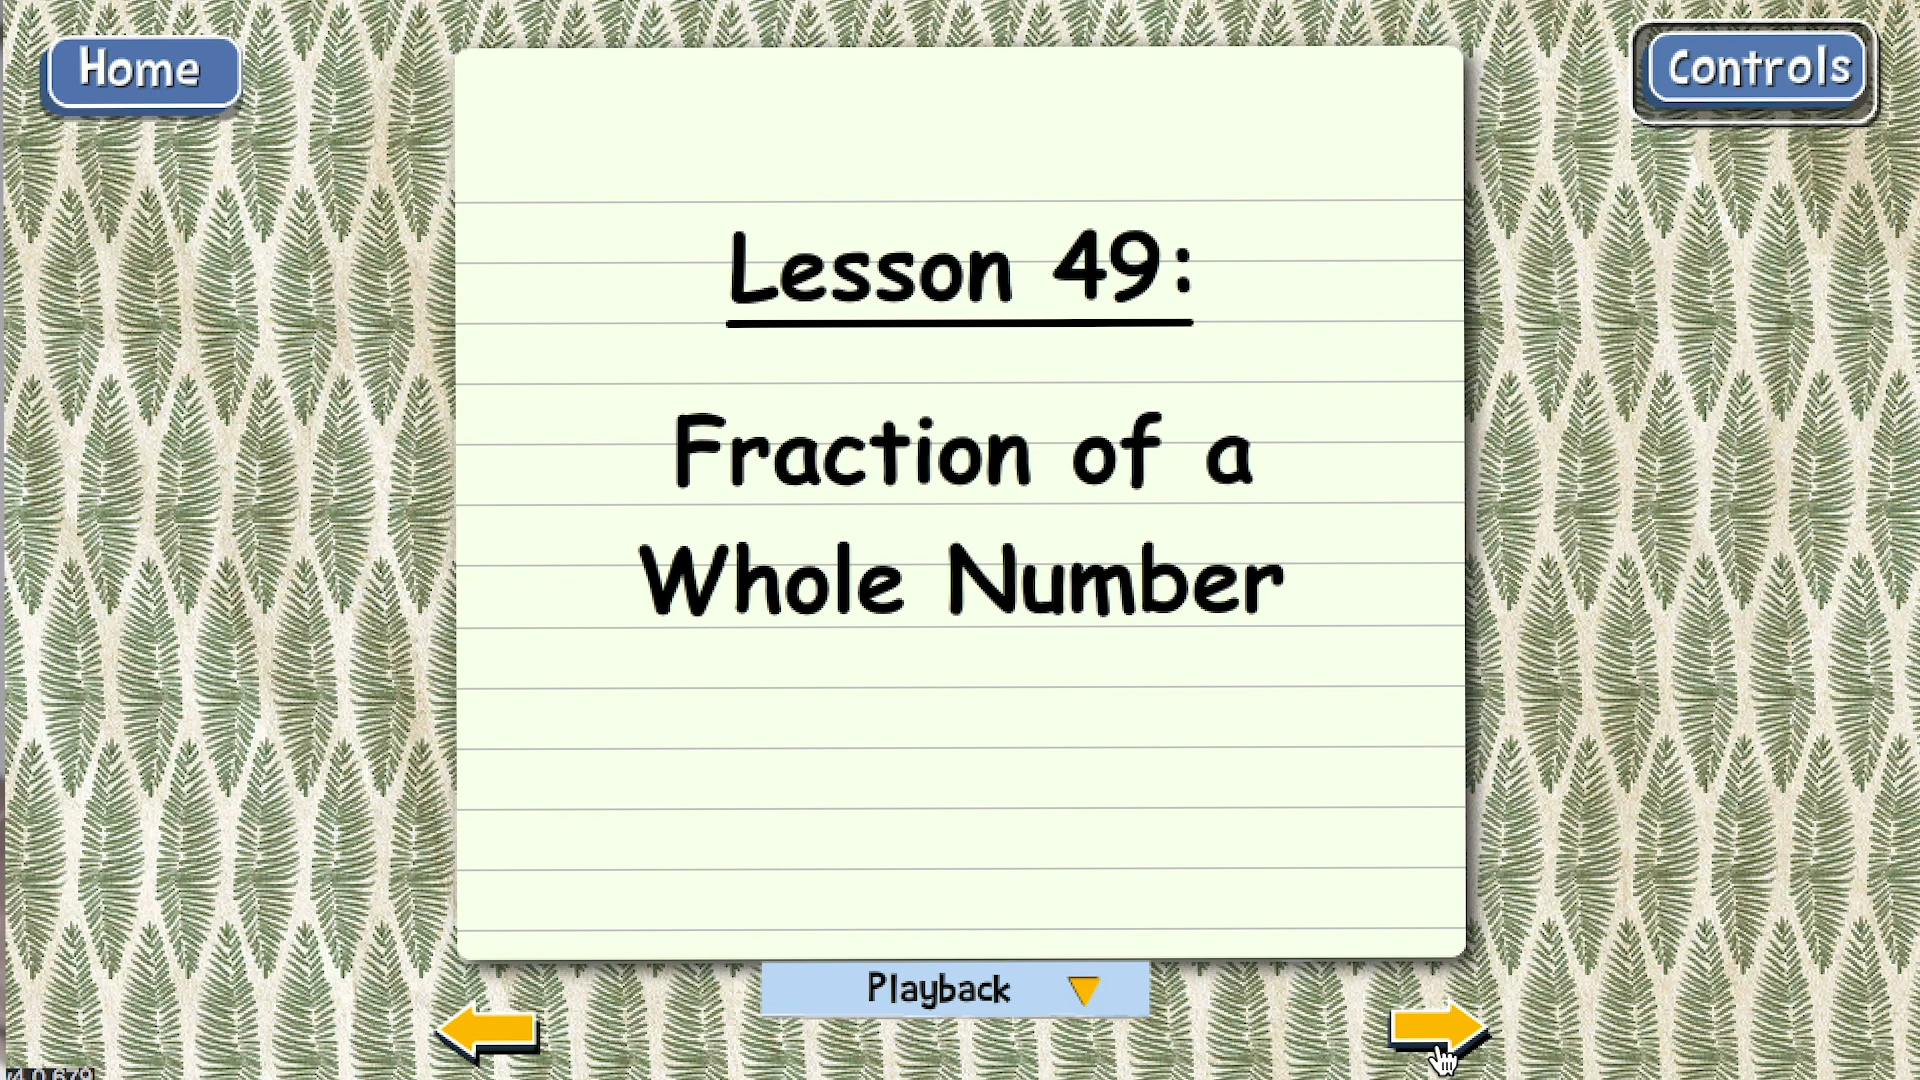 Home
Controls
Lesson 49:
Fraction of a
Whole Number
Playback